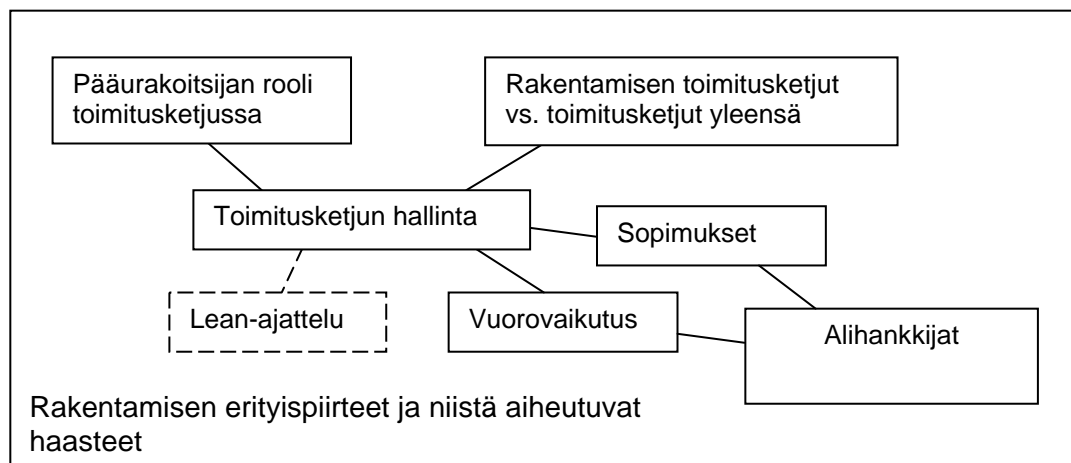 Pääurakoitsijan rooli
toimitusketjussa
Rakentamisen toimitusketjut
vs. toimitusketjut yleensä
Toimitusketjun hallinta
Sopimukset
Lean-ajattelu
Vuorovaikutus
Alihankkijat
Rakentamisen erityispiirteet ja niistä aiheutuvat
haasteet